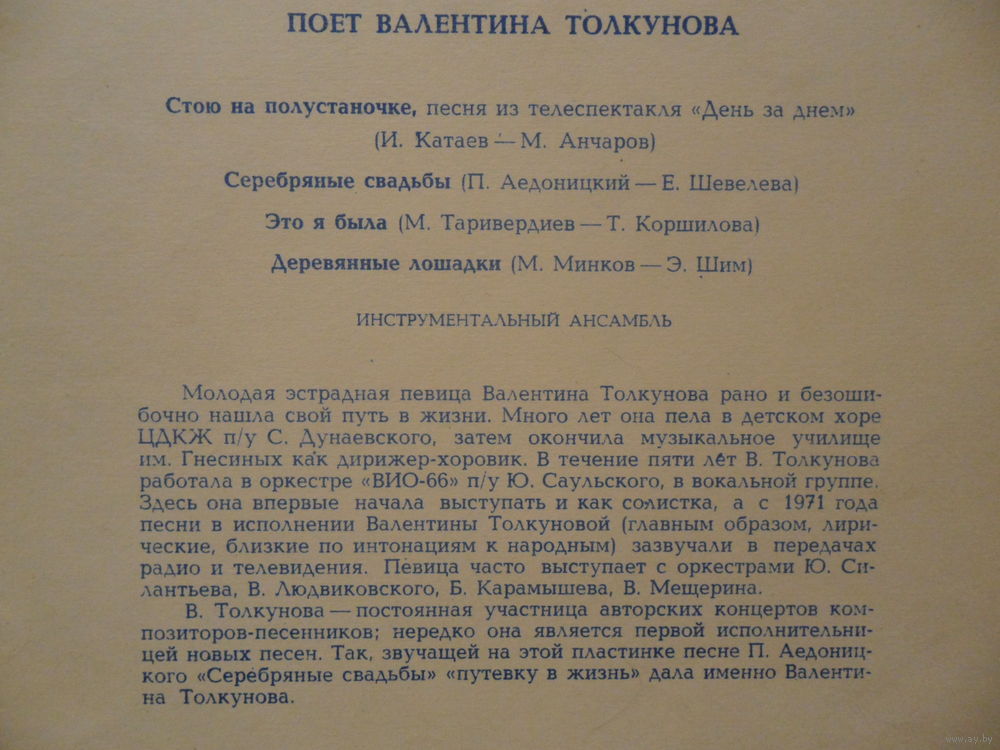 ПОЕТ ВАЛЕНТИНА ТОЛКУНОВА
Стою на полустаночке, песня из телеспектакля «День за днем»
(И. Катаев — М. Анчаров)
Серебряные свадьбы (П. Аедоницкий — Е. Шевелева)
Это я была (М. Таривердиев — Т. Коршилова)
Деревянные лошадки (М. Минков — Э. Шим)
ИНСТРУМЕНТАЛЬНЫЙ АНСАМБЛЬ
Молодая эстрадная певица Валентина Толкунова рано и безоши-
бочно нашла свой путь в жизни. Много лет она пела в детском хоре
ЦДКЖ п/у С. Дунаевского, затем окончила музыкальное училище
им. Гнесиных как дирижер-хоровик. В течение пяти лет В. Толкунова
работала в оркестре «ВИО-66» п/у Ю. Саульского, в вокальной группе.
Здесь она впервые начала выступать и как солистка, а с 1971 года
песни в исполнении Валентины Толкуновой (главным образом, лири-
ческие, близкие по интонациям к народным) зазвучали в передачах
радио и телевидения. Певица часто выступает с оркестрами Ю. Си-
лантьева, В. Людвиковского, Б. Карамышева, В. Мещерина.
В. Толкунова — постоянная участница авторских концертов ком-
позиторов-песенников; нередко она является первой исполнительни-
цей новых песен. Так, звучащей на этой пластинке песне П. Аедониц-
кого «Серебряные свадьбы» «путевку в жизнь» дала именно Валенти-
на Толкунова.
www.ay.by